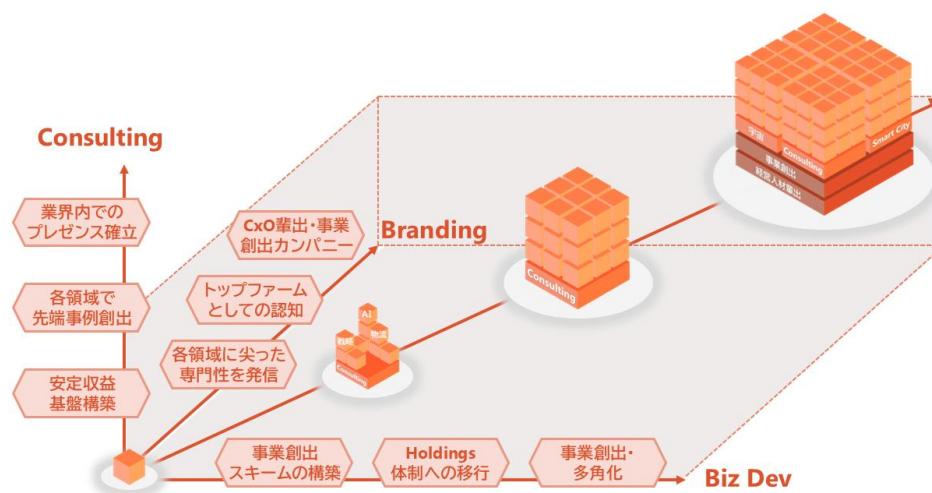 Consulting
業界内での
プレゼンス確立
各領域で
先端事例創出
安定収益
基盤構築
Branding
CxO輩出・事業
創出カンパニー
トップファーム
としての認知
各領域に尖った
専門性を発信
事業創出
スキームの構築
Holdings
体制への移行
事業創出・
多角化
Biz Dev
AI
戦略
物流
Consulting
Consulting
宇宙
Consulting
Smart City
事業創出
経営人材輩出